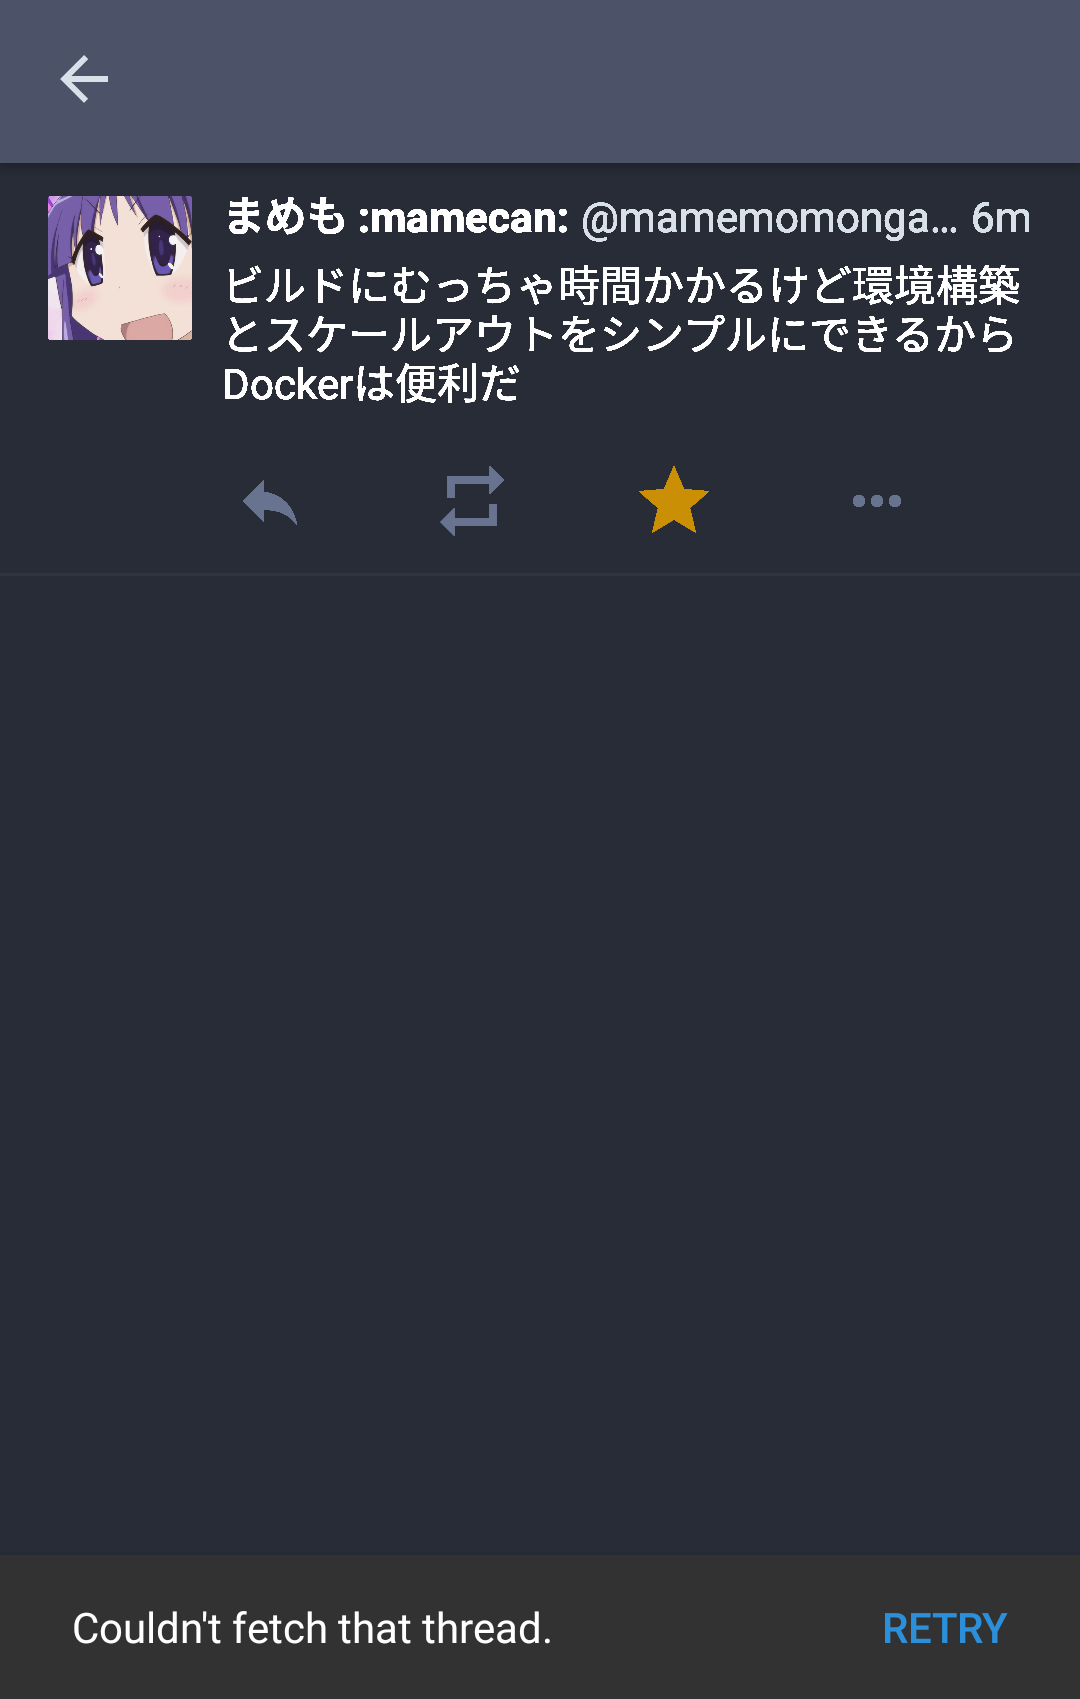 まめも :mamecan: @mamemomonga... 6m
ビルドにむっちゃ時間かかるけど環境構築
とスケールアウトをシンプルにできるから
Dockerは便利だ
Couldn't fetch that thread. RETRY